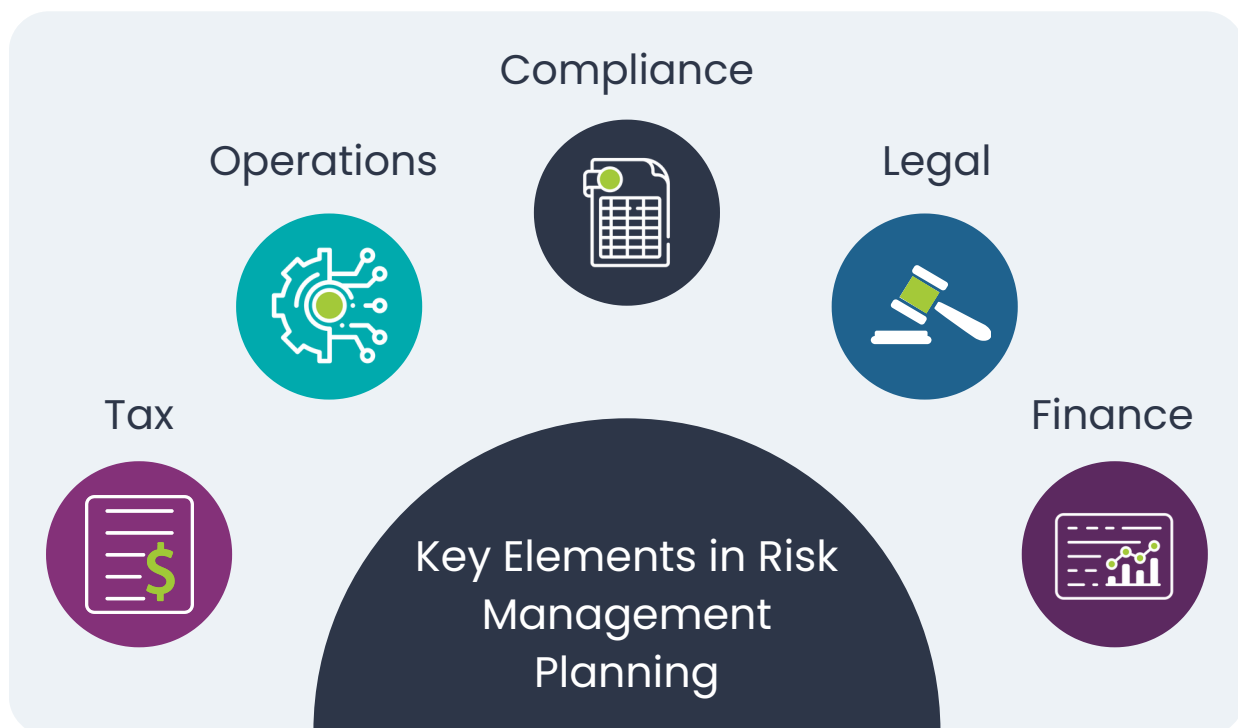 Compliance
Operations
Legal
Tax
Finance
$
Key Elements in Risk
Management
Planning